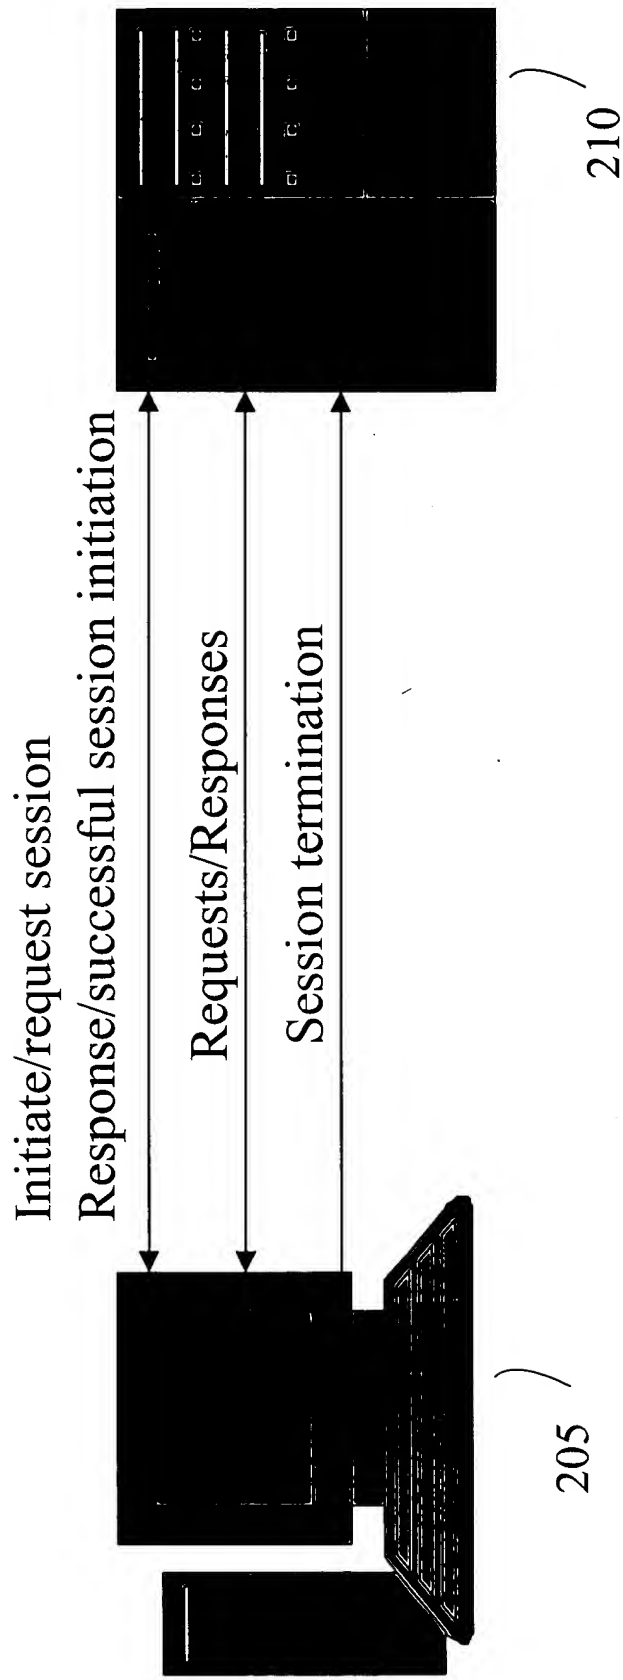 Initiate/request session
Response/successful session initiation
Requests/Responses
Session termination
205
210